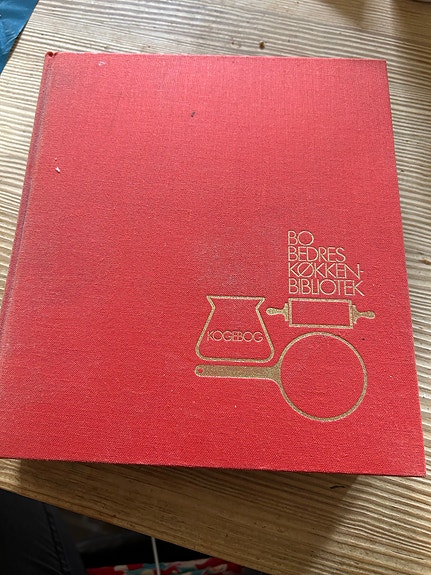 BO
BEDRES
KØKKEN-
BIBLIOTEK
KOGEBOG